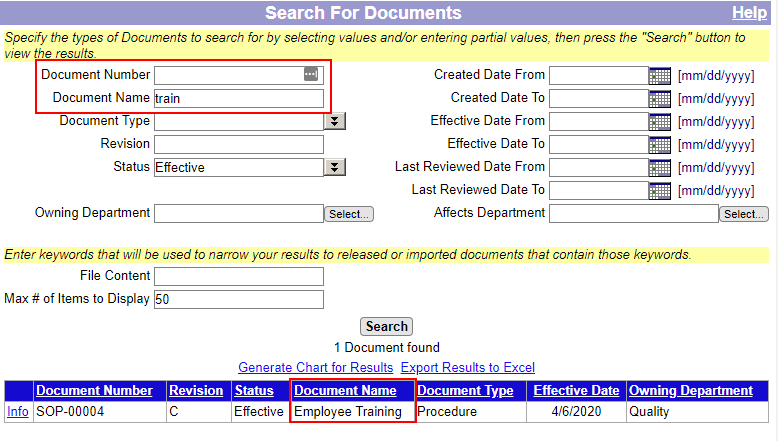 Search For Documents Help
Specify the types of Documents to search for by selecting values and/or entering partial values, then press the "Search" button to
view the results.
Document Number Created Date From [mm/dd/yyyy]
Document Name train Created Date To [mm/dd/yyyy]
Document Type Effective Date From [mm/dd/yyyy]
Revision Effective Date To [mm/dd/yyyy]
Status Effective Last Reviewed Date From [mm/dd/yyyy]
Last Reviewed Date To [mm/dd/yyyy]
Owning Department Select... Affects Department Select...
Enter keywords that will be used to narrow your results to released or imported documents that contain those keywords.
File Content
Max # of Items to Display 50
Search
1 Document found
Generate Chart for Results Export Results to Excel
Document Number Revision Status Document Name Document Type Effective Date Owning Department
Info SOP-00004 C Effective Employee Training Procedure 4/6/2020 Quality